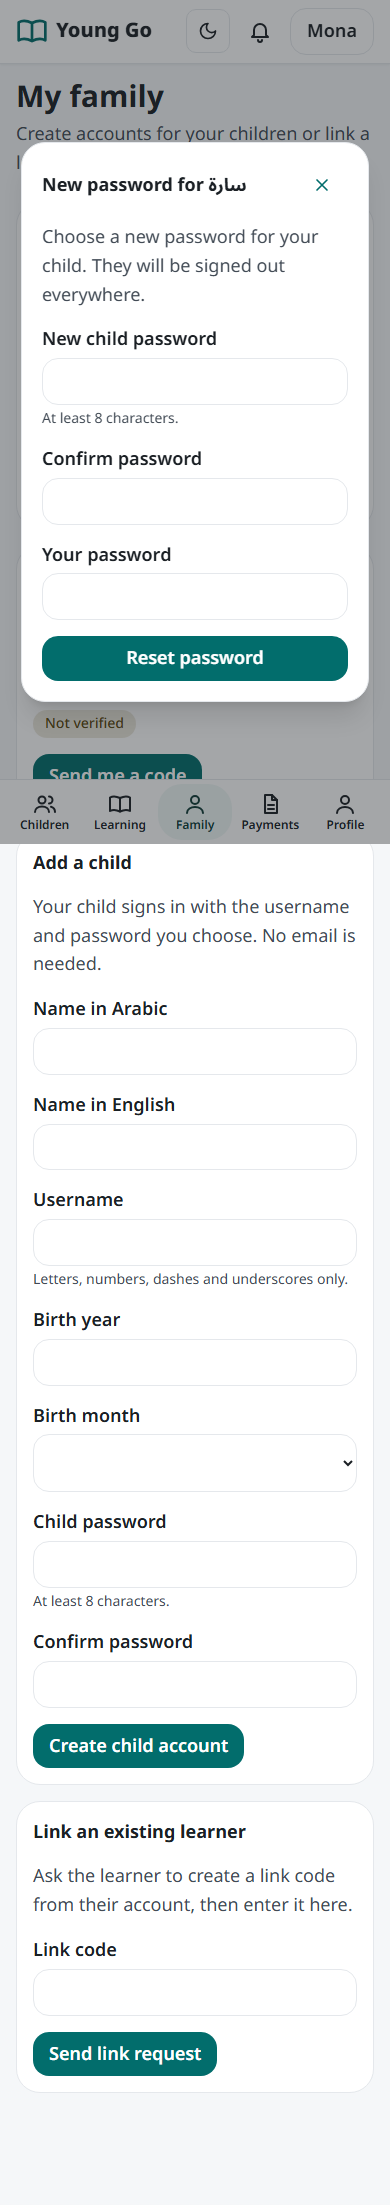 Young Go
Mona
My family
Create accounts for your children or link a
New password for سارة
Choose a new password for your
child. They will be signed out
everywhere.
New child password
At least 8 characters.
Confirm password
Your password
Reset password
Not verified
Send me a code
Children
Learning
Family
Payments
Profile
Add a child
Your child signs in with the username
and password you choose. No email is
needed.
Name in Arabic
Name in English
Username
Letters, numbers, dashes and underscores only.
Birth year
Birth month
Child password
At least 8 characters.
Confirm password
Create child account
Link an existing learner
Ask the learner to create a link code
from their account, then enter it here.
Link code
Send link request